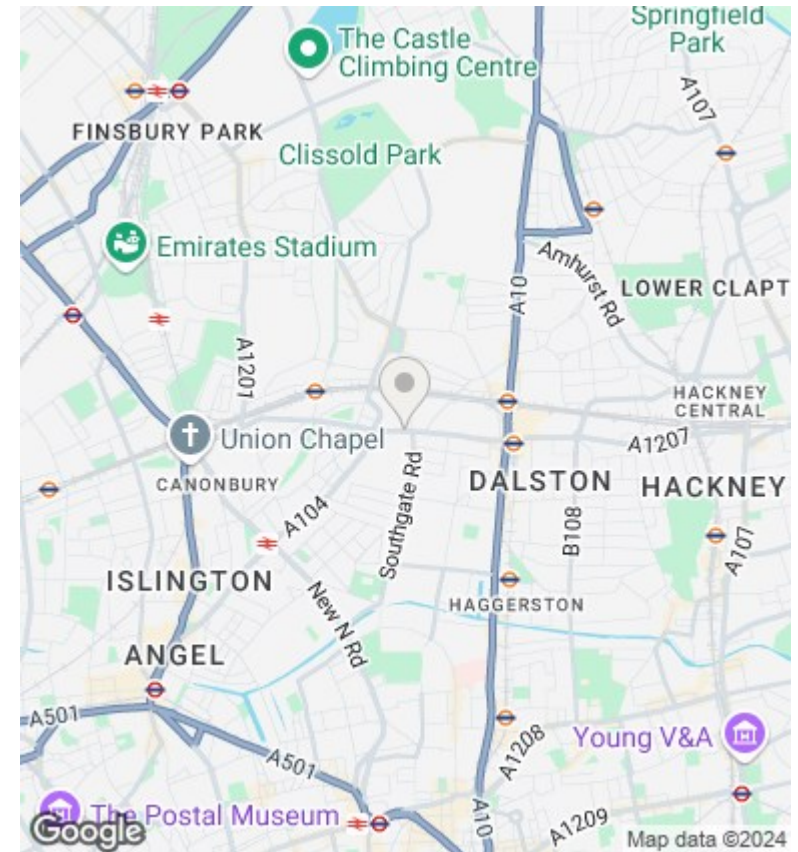 Springfield
Park
The Castle
Climbing Centre
A107
FINSBURY PARK
Clissold Park
Emirates Stadium
Amhurst Rd
A10
LOWER CLAPT
A1201
HACKNEY
CENTRAL
Union Chapel
A1207
CANONBURY
DALSTON
HACKNEY
Southgate Rd
A104
B108
A107
ISLINGTON
New N Rd
HAGGERSTON
ANGEL
A501
A501
A1208
Young V&A
The Postal Museum
A10
A1209
Google
Map data ©2024